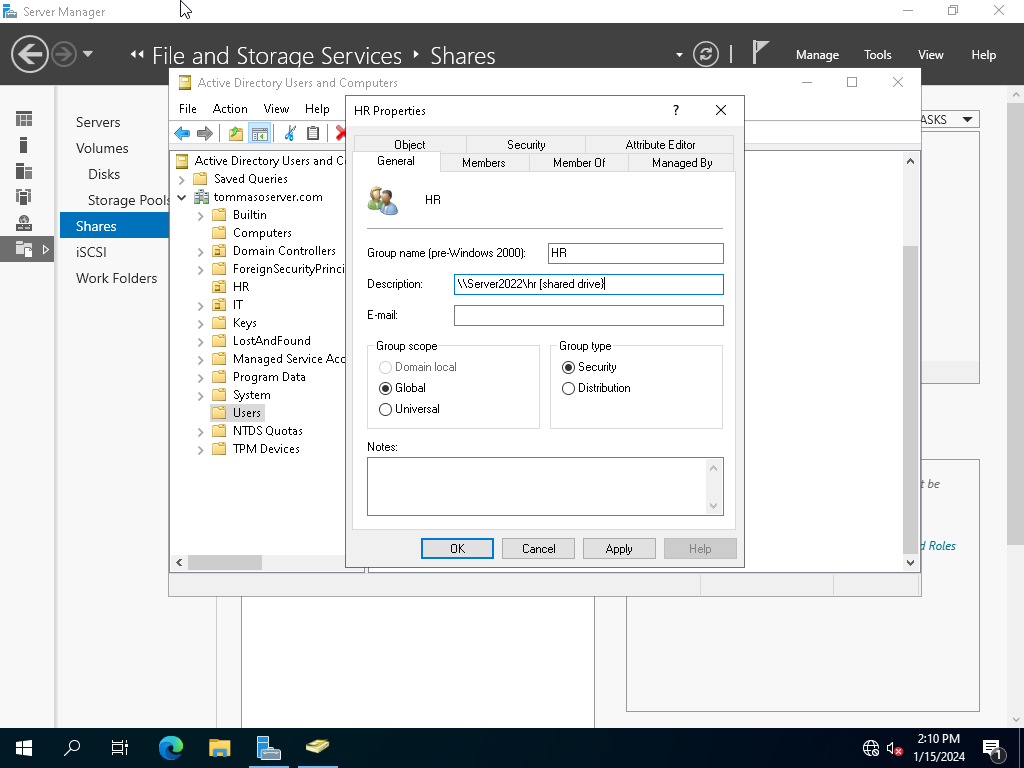 Server Manager
File and Storage Services
Shares
Manage
Tools
View
Help
Servers
Volumes
Disks
Storage Pools
Shares
iSCSI
Work Folders
ASKS
Active Directory Users and Computers
File
Action
View
Help
Active Directory Users and C
Saved Queries
tommasoserver.com
Builtin
Computers
Domain Controllers
ForeignSecurityPrinci
HR
IT
Keys
LostAndFound
Managed Service Acc
Program Data
System
Users
NTDS Quotas
TPM Devices
HR Properties
?
Object
Security
Attribute Editor
General
Members
Member Of
Managed By
HR
Group name (pre-Windows 2000):
HR
Description:
\\Server2022\hr [shared drive}
E-mail:
Group scope
Group type
Domain local
Security
Global
Distribution
Universal
Notes:
OK
Cancel
Apply
Help
t be
d Roles
2:10 PM
1/15/2024
1